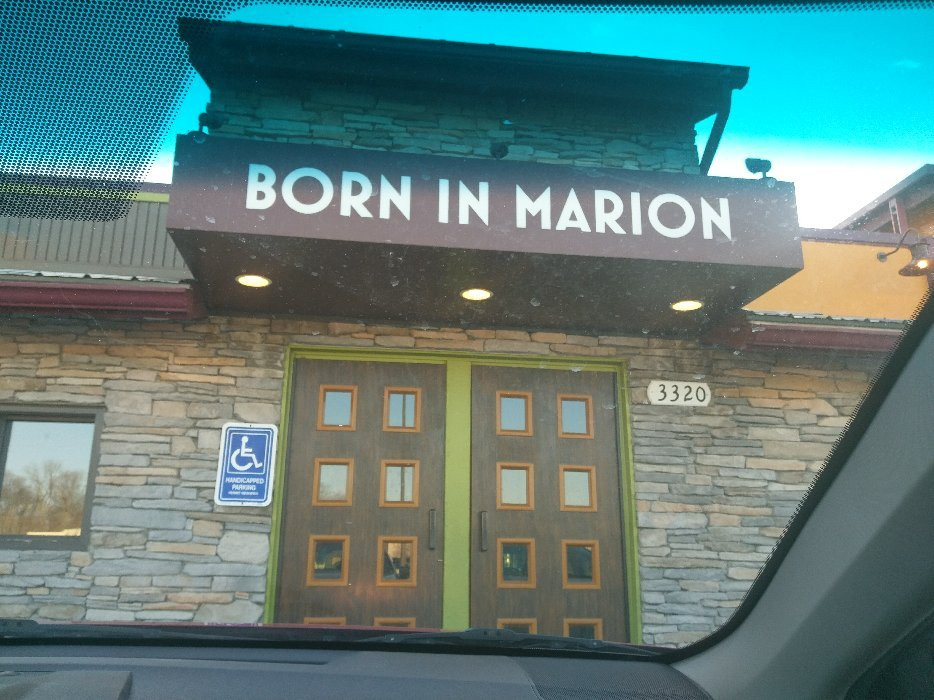 BORN IN MARION
3320
HANDICAPPED
PARKING